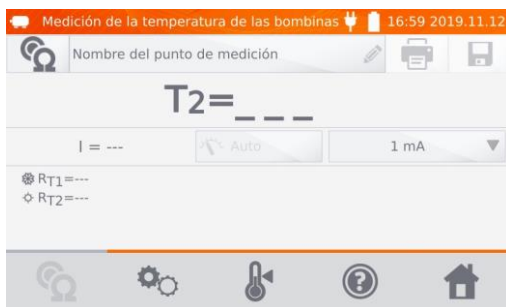 Medición de la temperatura de las bombinas 16:59 2019.11.12
Nombre del punto de medición
T2=_ _ _
I = --- Auto 1 mA
RT1=---
RT2=---